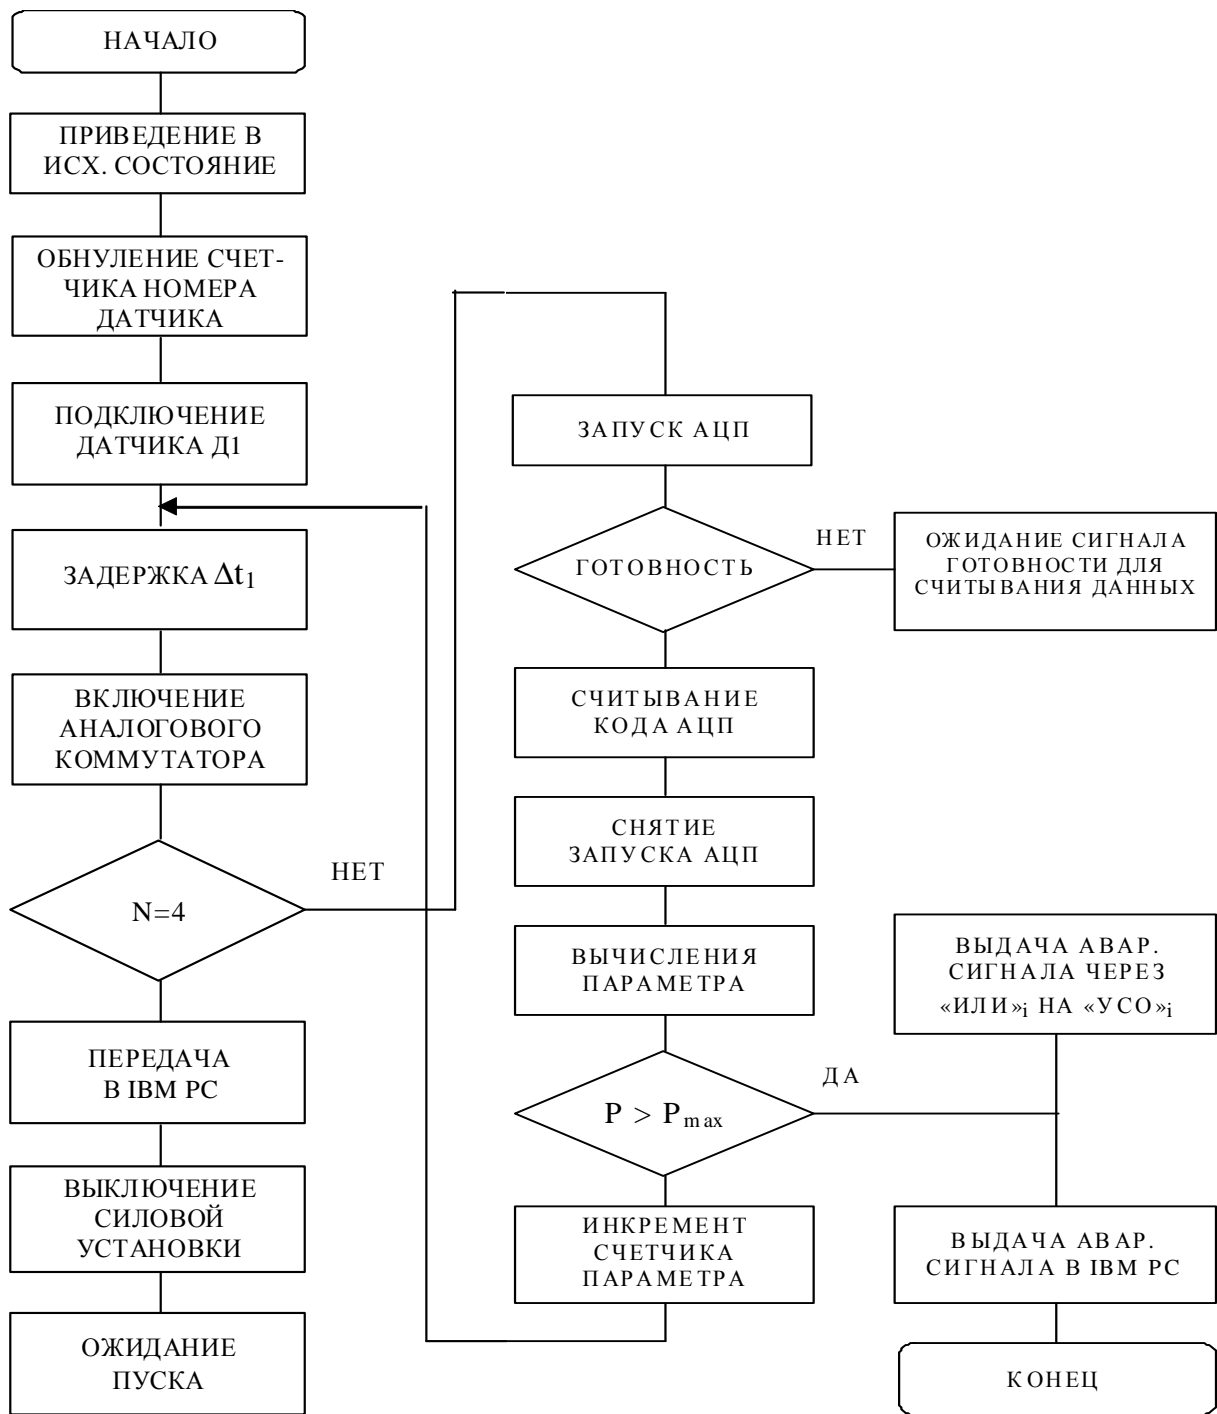 НАЧАЛО
ПРИВЕДЕНИЕ В
ИСХ. СОСТОЯНИЕ
ОБНУЛЕНИЕ СЧЕТ-
ЧИКА НОМЕРА
ДАТЧИКА
ПОДКЛЮЧЕНИЕ
ДАТЧИКА Д1
ЗАДЕРЖКА Δt₁
ВКЛЮЧЕНИЕ
АНАЛОГОВОГО
КОММУТАТОРА
N=4
НЕТ
ПЕРЕДАЧА
В IBM PC
ВЫКЛЮЧЕНИЕ
СИЛОВОЙ
УСТАНОВКИ
ОЖИДАНИЕ
ПУСКА
ЗАПУСК АЦП
ГОТОВНОСТЬ
НЕТ
ОЖИДАНИЕ СИГНАЛА
ГОТОВНОСТИ ДЛЯ
СЧИТЫВАНИЯ ДАННЫХ
СЧИТЫВАНИЕ
КОДА АЦП
СНЯТИЕ
ЗАПУСКА АЦП
ВЫЧИСЛЕНИЯ
ПАРАМЕТРА
P > Pmax
ДА
ИНКРЕМЕНТ
СЧЕТЧИКА
ПАРАМЕТРА
ВЫДАЧА АВАР.
СИГНАЛА ЧЕРЕЗ
«ИЛИ»i НА «УСО»i
ВЫДАЧА АВАР.
СИГНАЛА В IBM PC
КОНЕЦ